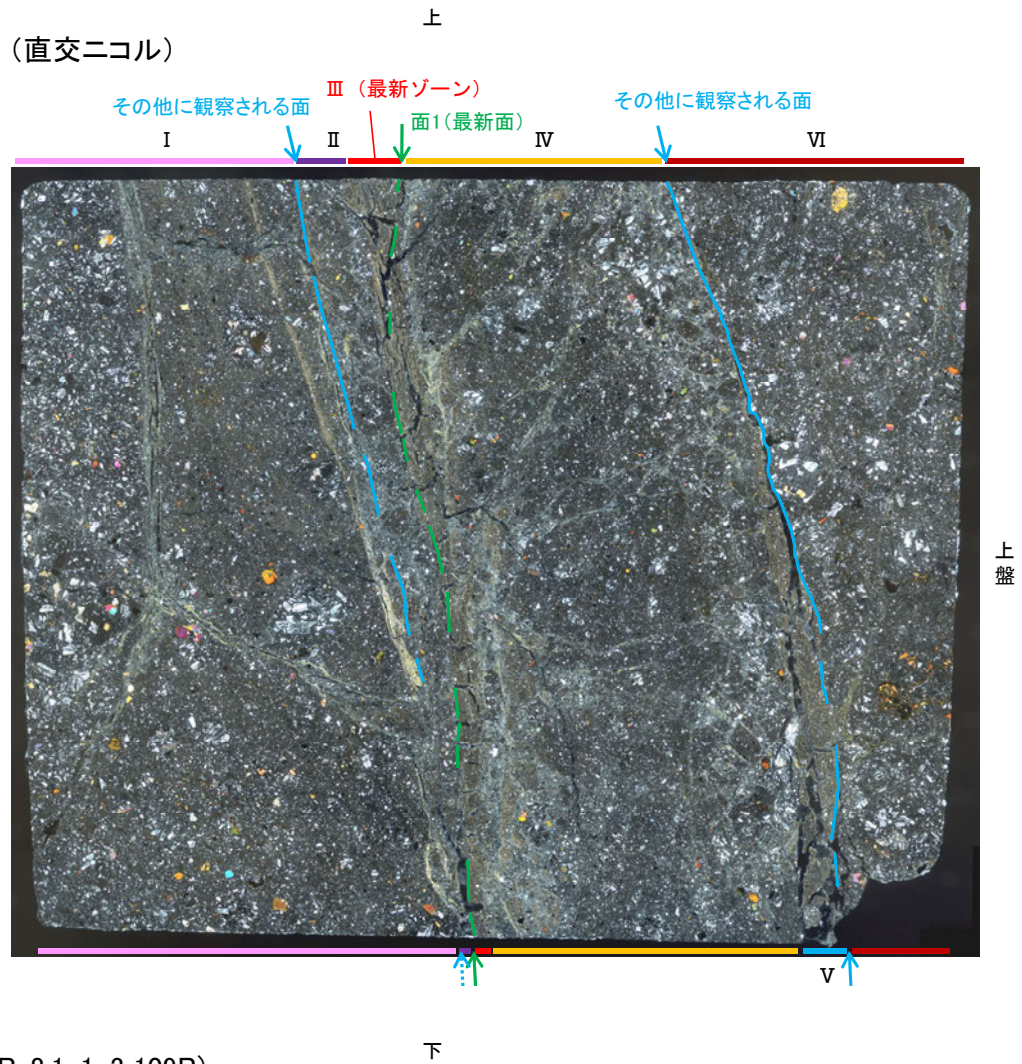 上
(直交ニコル)
Ⅲ (最新ゾーン)
その他に観察される面
その他に観察される面
面1(最新面)
Ⅰ
Ⅱ
Ⅳ
Ⅵ
上盤
Ⅴ
下